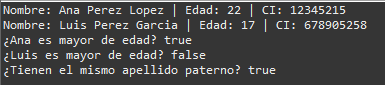 Nombre: Ana Perez Lopez | Edad: 22 | CI: 12345215
Nombre: Luis Perez Garcia | Edad: 17 | CI: 678905258
¿Ana es mayor de edad? true
¿Luis es mayor de edad? false
¿Tienen el mismo apellido paterno? true